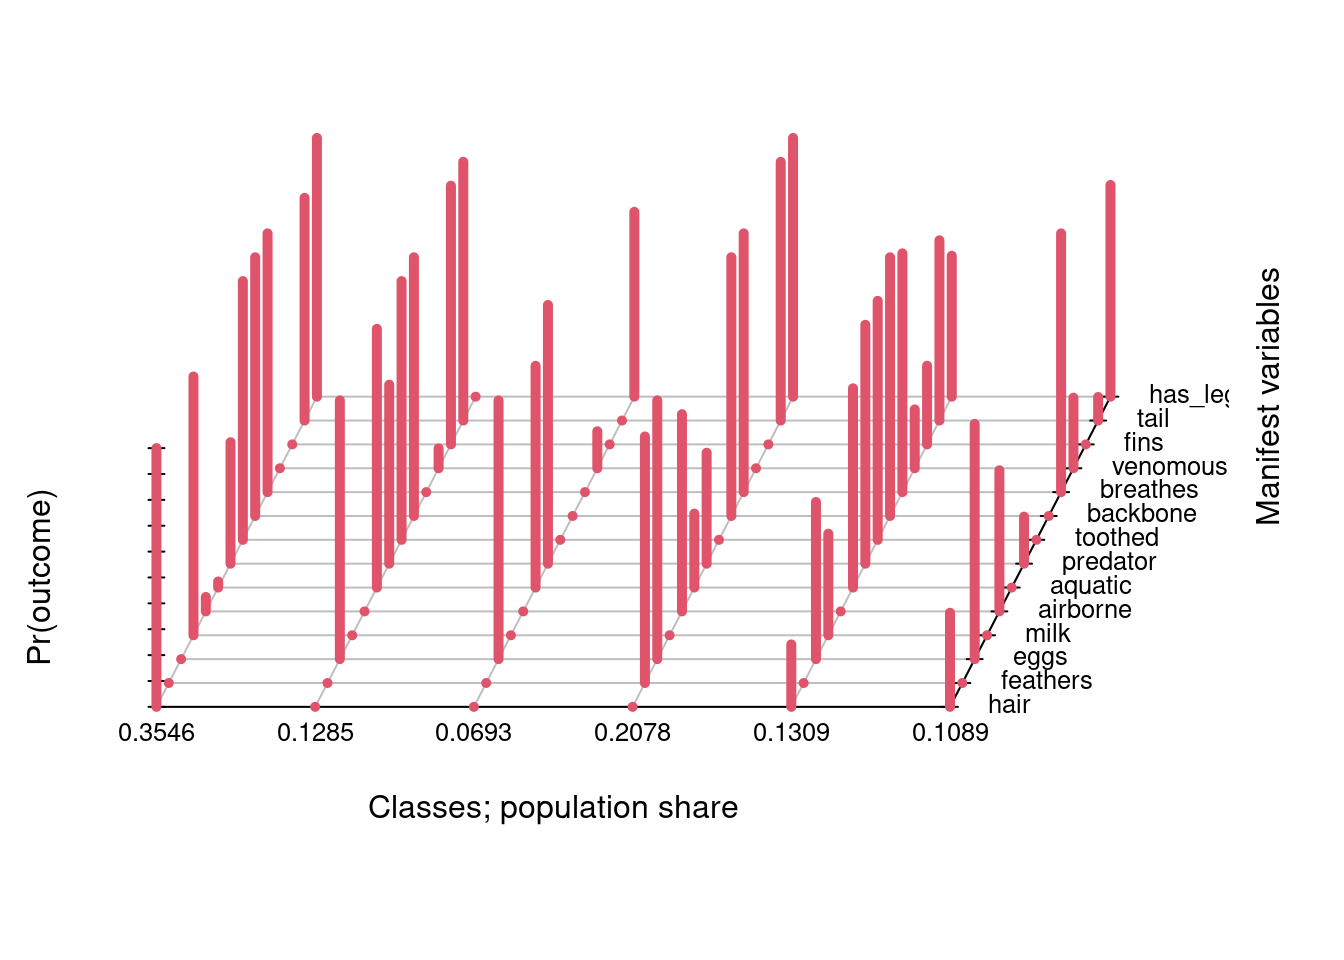 Pr(outcome)
Manifest variables
has_leg
tail
fins
venomous
breathes
backbone
toothed
predator
aquatic
airborne
milk
eggs
feathers
hair
0.3546 0.1285 0.0693 0.2078 0.1309 0.1089
Classes; population share